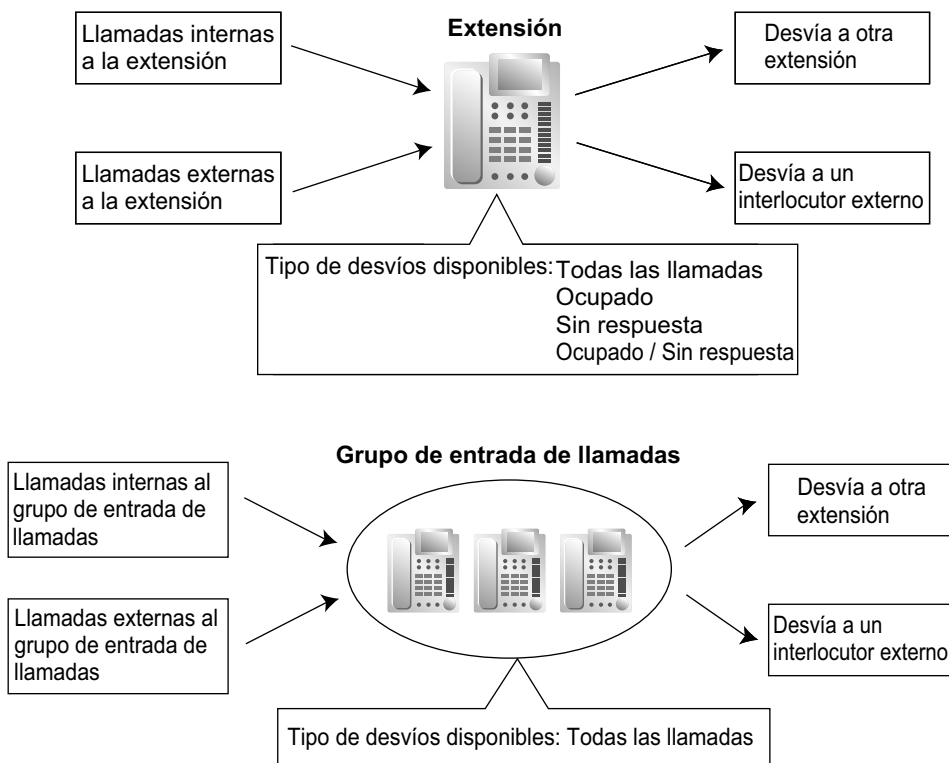 Extensión
Llamadas internas
a la extensión
Desvía a otra
extensión
Llamadas externas
a la extensión
Desvía a un
interlocutor externo
Tipo de desvíos disponibles: Todas las llamadas
Ocupado
Sin respuesta
Ocupado / Sin respuesta
Grupo de entrada de llamadas
Llamadas internas al
grupo de entrada de
llamadas
Desvía a otra
extensión
Llamadas externas al
grupo de entrada de
llamadas
Desvía a un
interlocutor externo
Tipo de desvíos disponibles: Todas las llamadas